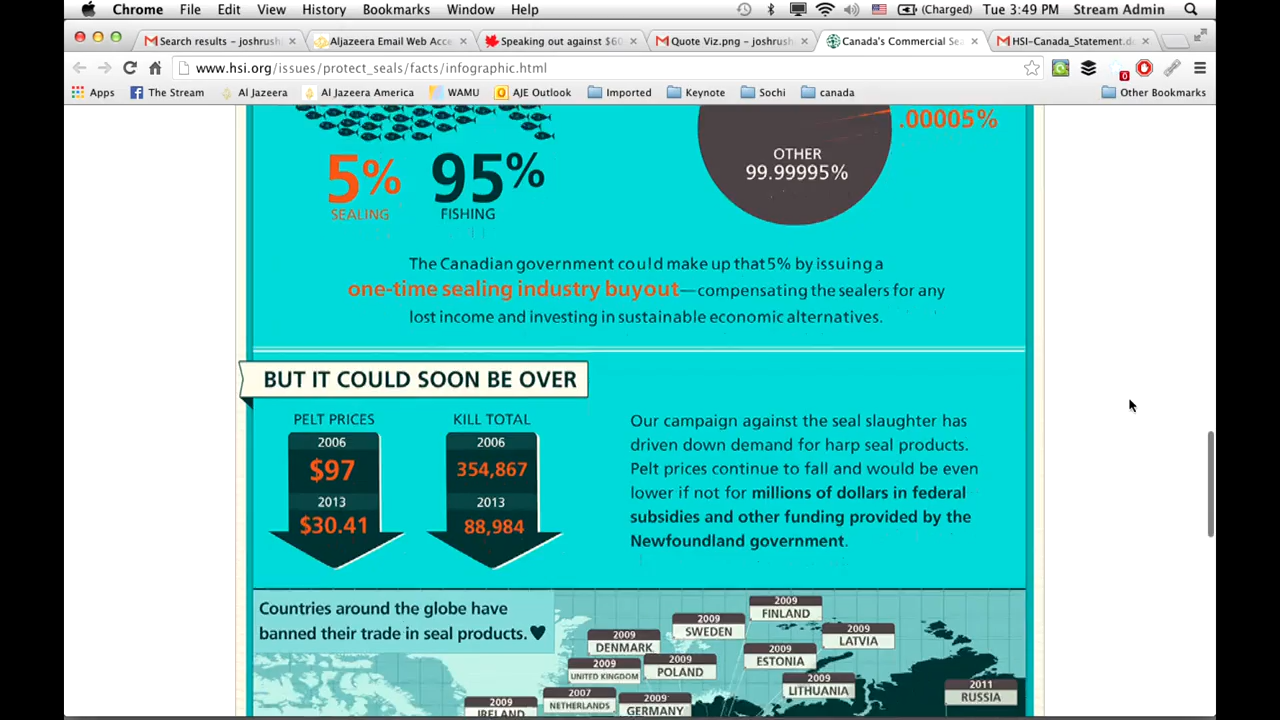 Chrome File Edit View History Bookmarks Window Help (Charged) Tue 3:49 PM Stream Admin
Search results – joshrush
Aljazeera Email Web Acce
Speaking out against $60
Quote Viz.png – joshrush
Canada's Commercial Sea
HSI-Canada_Statement.d
www.hsi.org/issues/protect_seals/facts/infographic.html
0
Apps The Stream Al Jazeera Al Jazeera America WAMU AJE Outlook Imported Keynote Sochi canada Other Bookmarks
.00005%
OTHER
99.99995%
5% 95%
SEALING FISHING
The Canadian government could make up that 5% by issuing a
one-time sealing industry buyout—compensating the sealers for any
lost income and investing in sustainable economic alternatives.
BUT IT COULD SOON BE OVER
PELT PRICES
2006
$97
2013
$30.41
KILL TOTAL
2006
354,867
2013
88,984
Our campaign against the seal slaughter has
driven down demand for harp seal products.
Pelt prices continue to fall and would be even
lower if not for millions of dollars in federal
subsidies and other funding provided by the
Newfoundland government.
Countries around the globe have
banned their trade in seal products.
2009
FINLAND
2009
SWEDEN
2009
LATVIA
2009
DENMARK
2009
ESTONIA
2009
UNITED KINGDOM
2009
POLAND
2009
LITHUANIA
2011
RUSSIA
2009
IRELAND
2007
NETHERLANDS
2009
GERMANY